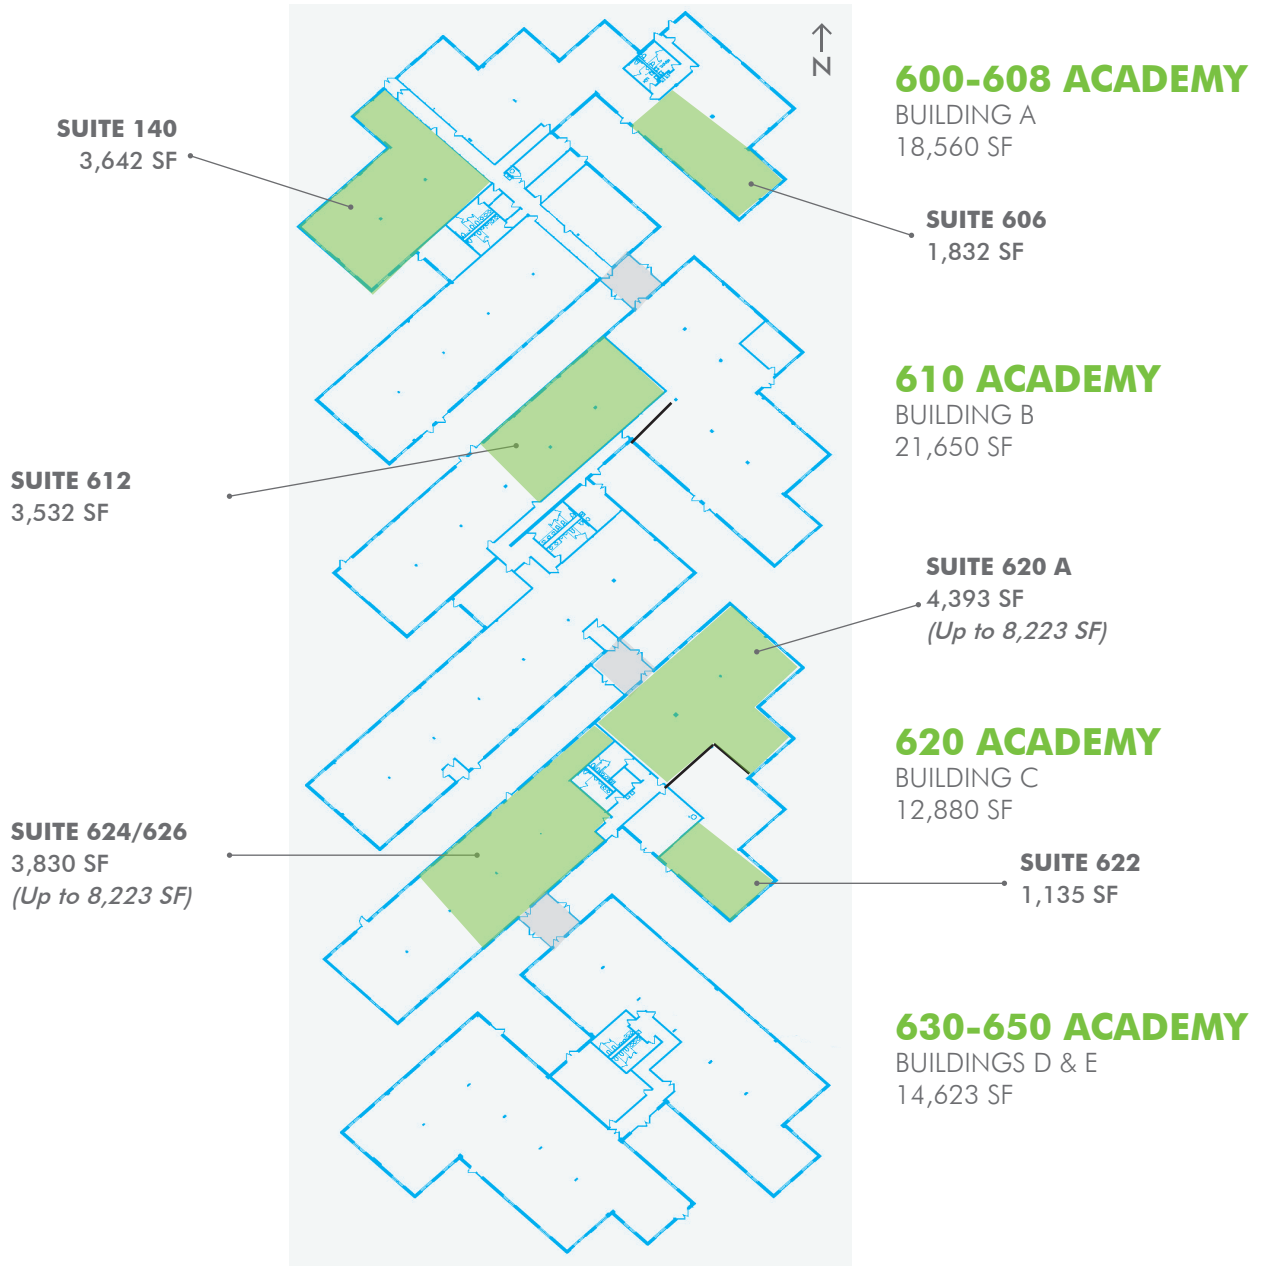 N
600-608 ACADEMY
BUILDING A
18,560 SF
SUITE 140
3,642 SF
SUITE 606
1,832 SF
610 ACADEMY
BUILDING B
21,650 SF
SUITE 612
3,532 SF
SUITE 620 A
4,393 SF
(Up to 8,223 SF)
620 ACADEMY
BUILDING C
12,880 SF
SUITE 624/626
3,830 SF
(Up to 8,223 SF)
SUITE 622
1,135 SF
630-650 ACADEMY
BUILDINGS D & E
14,623 SF